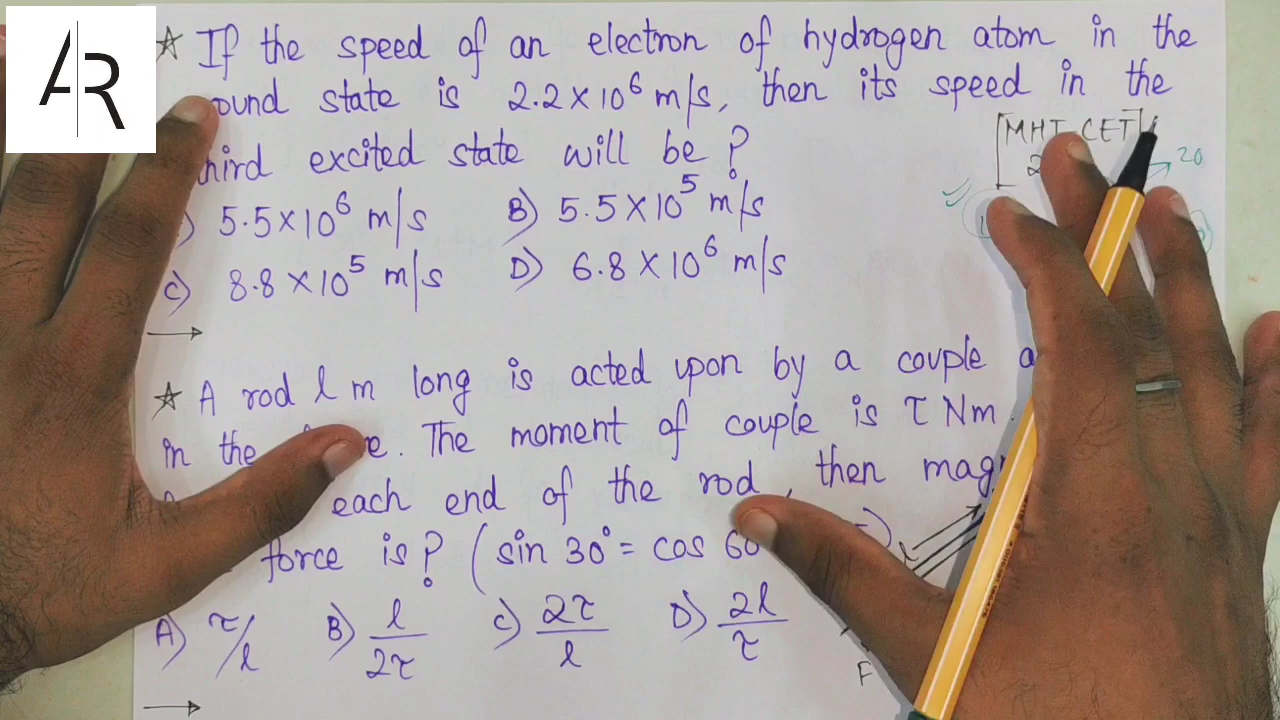 AR
☆ If the speed of an electron of hydrogen atom in the
ound state is 2.2×10⁶ m/s, then its speed in the
hird excited state will be?
[MHT CET]
2
20
) 5.5×10⁶ m/s B) 5.5×10⁵ m/s
C) 8.8×10⁵ m/s D) 6.8×10⁶ m/s
→
☆ A rod l m long is acted upon by a couple a
in the e. The moment of couple is τ Nm.
each end of the rod, then mag
force is? (sin 30° = cos 60 )
A) τ/l B) l/2τ C) 2τ/l D) 2l/τ
l
F
→